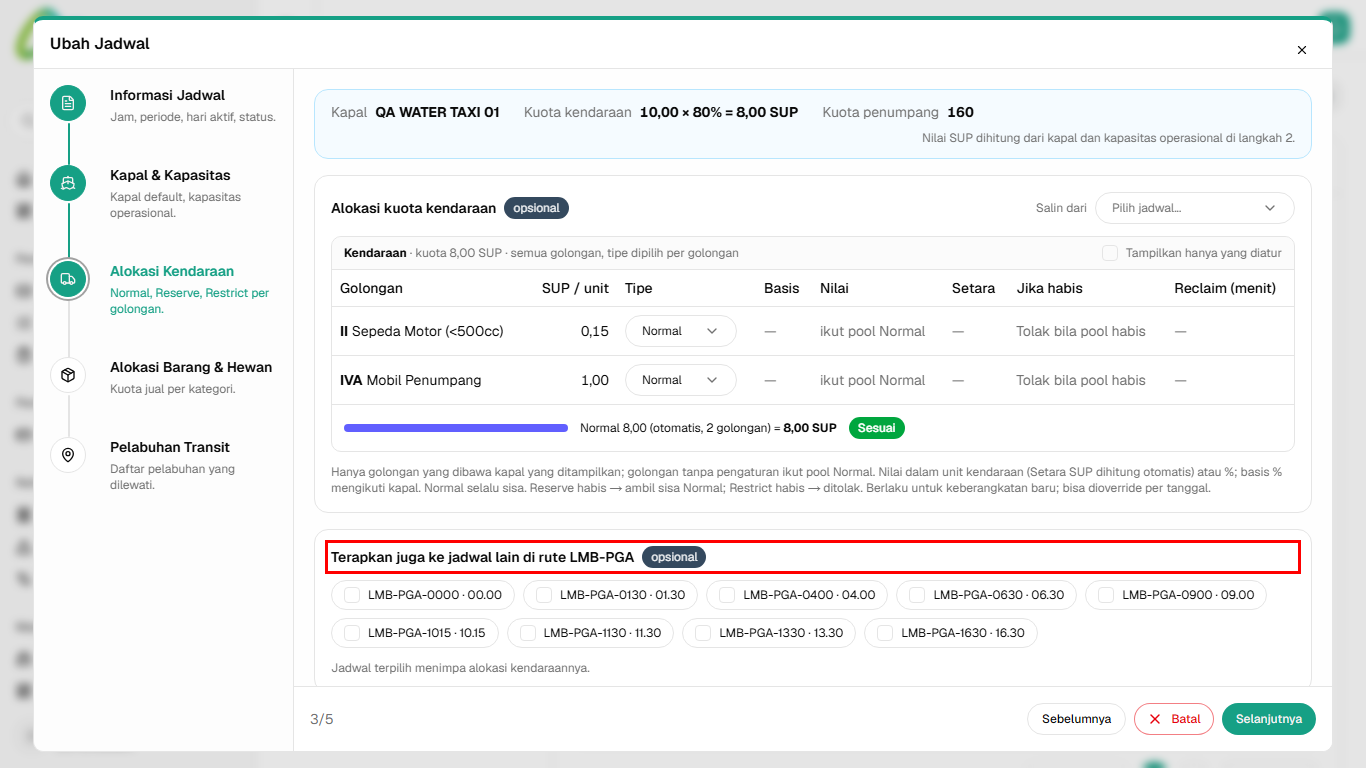 Ubah Jadwal
Informasi Jadwal
Jam, periode, hari aktif, status.
Kapal & Kapasitas
Kapal default, kapasitas
operasional.
Alokasi Kendaraan
Normal, Reserve, Restrict per
golongan.
Alokasi Barang & Hewan
Kuota jual per kategori.
Pelabuhan Transit
Daftar pelabuhan yang
dilewati.
Kapal QA WATER TAXI 01 Kuota kendaraan 10,00 × 80% = 8,00 SUP Kuota penumpang 160
Nilai SUP dihitung dari kapal dan kapasitas operasional di langkah 2.
Alokasi kuota kendaraan opsional Salin dari Pilih jadwal...
Kendaraan · kuota 8,00 SUP · semua golongan, tipe dipilih per golongan Tampilkan hanya yang diatur
Golongan SUP / unit Tipe Basis Nilai Setara Jika habis Reclaim (menit)
II Sepeda Motor (<500cc) 0,15 Normal — ikut pool Normal — Tolak bila pool habis —
IVA Mobil Penumpang 1,00 Normal — ikut pool Normal — Tolak bila pool habis —
Normal 8,00 (otomatis, 2 golongan) = 8,00 SUP Sesuai
Hanya golongan yang dibawa kapal yang ditampilkan; golongan tanpa pengaturan ikut pool Normal. Nilai dalam unit kendaraan (Setara SUP dihitung otomatis) atau %; basis %
mengikuti kapal. Normal selalu sisa. Reserve habis → ambil sisa Normal; Restrict habis → ditolak. Berlaku untuk keberangkatan baru; bisa dioverride per tanggal.
Terapkan juga ke jadwal lain di rute LMB-PGA opsional
LMB-PGA-0000 · 00.00 LMB-PGA-0130 · 01.30 LMB-PGA-0400 · 04.00 LMB-PGA-0630 · 06.30 LMB-PGA-0900 · 09.00
LMB-PGA-1015 · 10.15 LMB-PGA-1130 · 11.30 LMB-PGA-1330 · 13.30 LMB-PGA-1630 · 16.30
Jadwal terpilih menimpa alokasi kendaraannya.
3/5 Sebelumnya Batal Selanjutnya